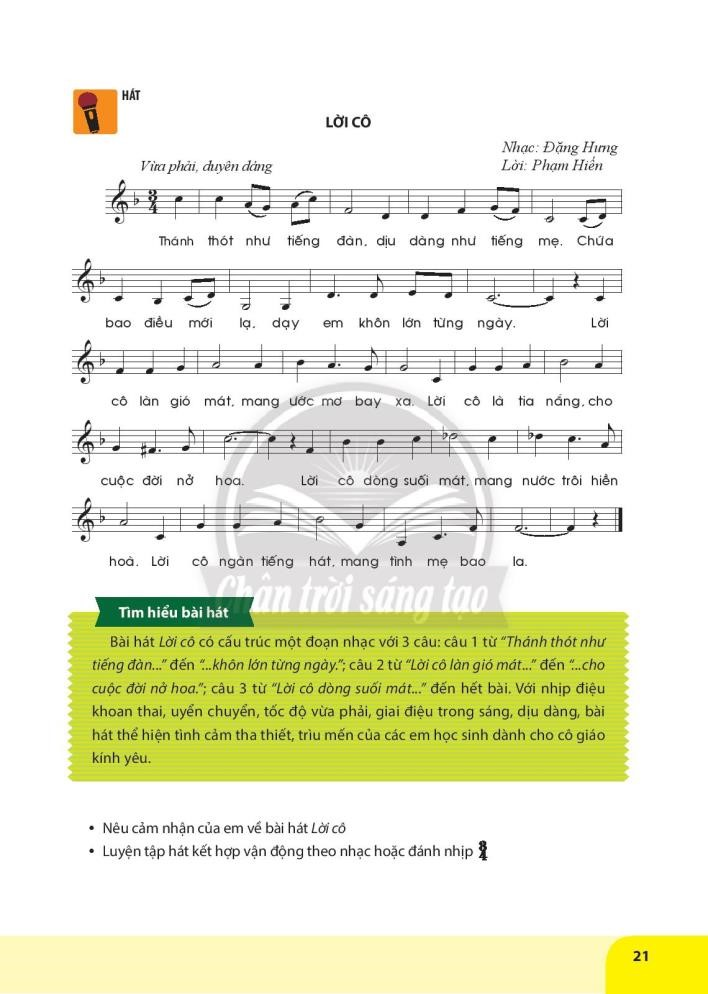 HÁT
LỜI CÔ
Nhạc: Đặng Hưng
Vừa phải, duyên dáng
Lời: Phạm Hiến
3
4
Thánh thót như tiếng đàn, dịu dàng như tiếng mẹ. Chứa
bao điều mới lạ, dạy em khôn lớn từng ngày. Lời
cô làn gió mát, mang ước mơ bay xa. Lời cô là tia nắng, cho
cuộc đời nở hoa. Lời cô dòng suối mát, mang nước trôi hiền
hoà. Lời cô ngàn tiếng hát, mang tình mẹ bao la.
Chân trời sáng tạo
Tìm hiểu bài hát
Bài hát Lời cô có cấu trúc một đoạn nhạc với 3 câu: câu 1 từ “Thánh thót như
tiếng đàn...” đến “...khôn lớn từng ngày.”; câu 2 từ “Lời cô làn gió mát...” đến “...cho
cuộc đời nở hoa.”; câu 3 từ “Lời cô dòng suối mát...” đến hết bài. Với nhịp điệu
khoan thai, uyển chuyển, tốc độ vừa phải, giai điệu trong sáng, dịu dàng, bài
hát thể hiện tình cảm tha thiết, trìu mến của các em học sinh dành cho cô giáo
kính yêu.
• Nêu cảm nhận của em về bài hát Lời cô
• Luyện tập hát kết hợp vận động theo nhạc hoặc đánh nhịp 3/4
21